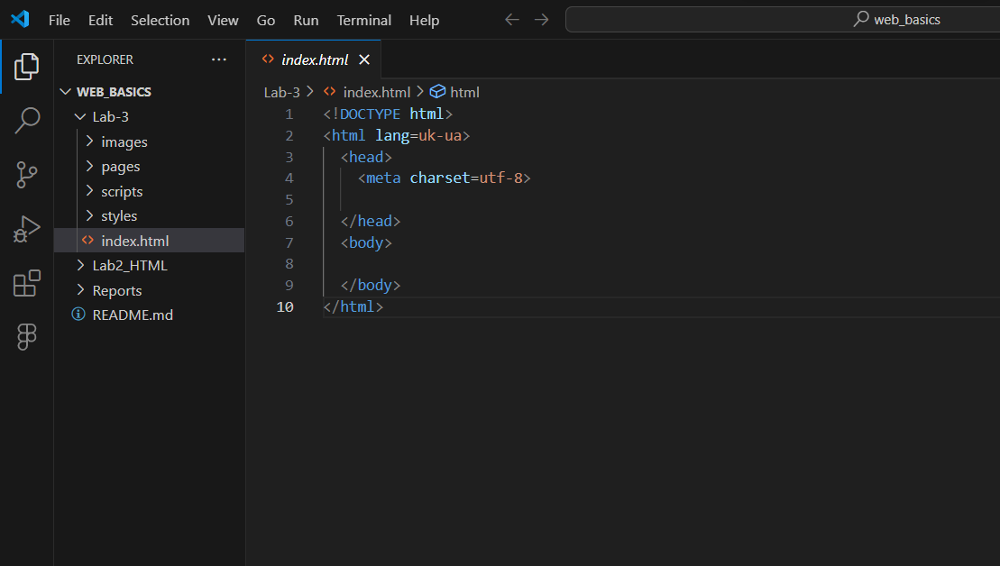 File Edit Selection View Go Run Terminal Help
web_basics
EXPLORER
WEB_BASICS
Lab-3
images
pages
scripts
styles
index.html
Lab2_HTML
Reports
README.md
index.html
Lab-3 > index.html > html
1 <!DOCTYPE html>
2 <html lang=uk-ua>
3 <head>
4 <meta charset=utf-8>
5
6 </head>
7 <body>
8
9 </body>
10 </html>